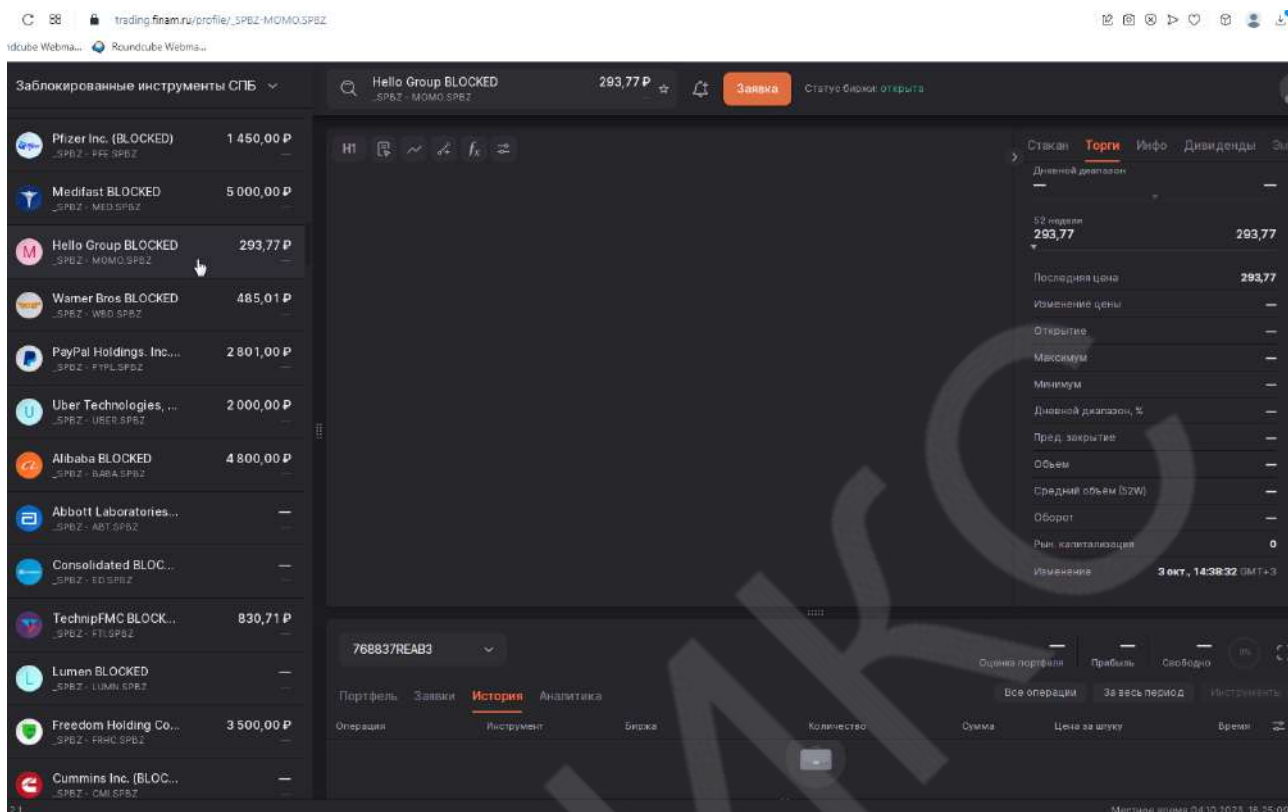 trading.finam.ru/profile/_SPBZ-MOMO.SPBZ
Roundcube Webma...
Заблокированные инструменты СПБ
Hello Group BLOCKED
293,77 ₽
_SPBZ - MOMO.SPBZ
Заявка
Статус биржи: открыта
Pfizer Inc. (BLOCKED)
1 450,00 ₽
_SPBZ - PFE.SPBZ
Medifast BLOCKED
5 000,00 ₽
_SPBZ - MED.SPBZ
Hello Group BLOCKED
293,77 ₽
_SPBZ - MOMO.SPBZ
Warner Bros BLOCKED
485,01 ₽
_SPBZ - WBD.SPBZ
PayPal Holdings. Inc....
2 801,00 ₽
_SPBZ - PYPL.SPBZ
Uber Technologies, ...
2 000,00 ₽
_SPBZ - UBER.SPBZ
Alibaba BLOCKED
4 800,00 ₽
_SPBZ - BABA.SPBZ
Abbott Laboratories...
—
_SPBZ - ABT.SPBZ
Consolidated BLOC...
—
_SPBZ - ED.SPBZ
TechnipFMC BLOCK...
830,71 ₽
_SPBZ - FTI.SPBZ
Lumen BLOCKED
—
_SPBZ - LUMN.SPBZ
Freedom Holding Co...
3 500,00 ₽
_SPBZ - FRHC.SPBZ
Cummins Inc. (BLOC...
—
_SPBZ - CMI.SPBZ
H1
Стакан Торги Инфо Дивиденды
Дневной диапазон
— —
52 недели
293,77 293,77
Последняя цена 293,77
Изменение цены —
Открытие —
Максимум —
Минимум —
Дневной диапазон, % —
Пред. закрытие —
Объем —
Средний объем (52W) —
Оборот —
Рын. капитализация 0
Изменение 3 окт., 14:38:32 GMT+3
768837REAB3
— — —
Оценка портфеля Прибыль Свободно
Портфель Заявки История Аналитика
Все операции За весь период Инструменты
Операция Инструмент Биржа Количество Сумма Цена за штуку Время
МКС